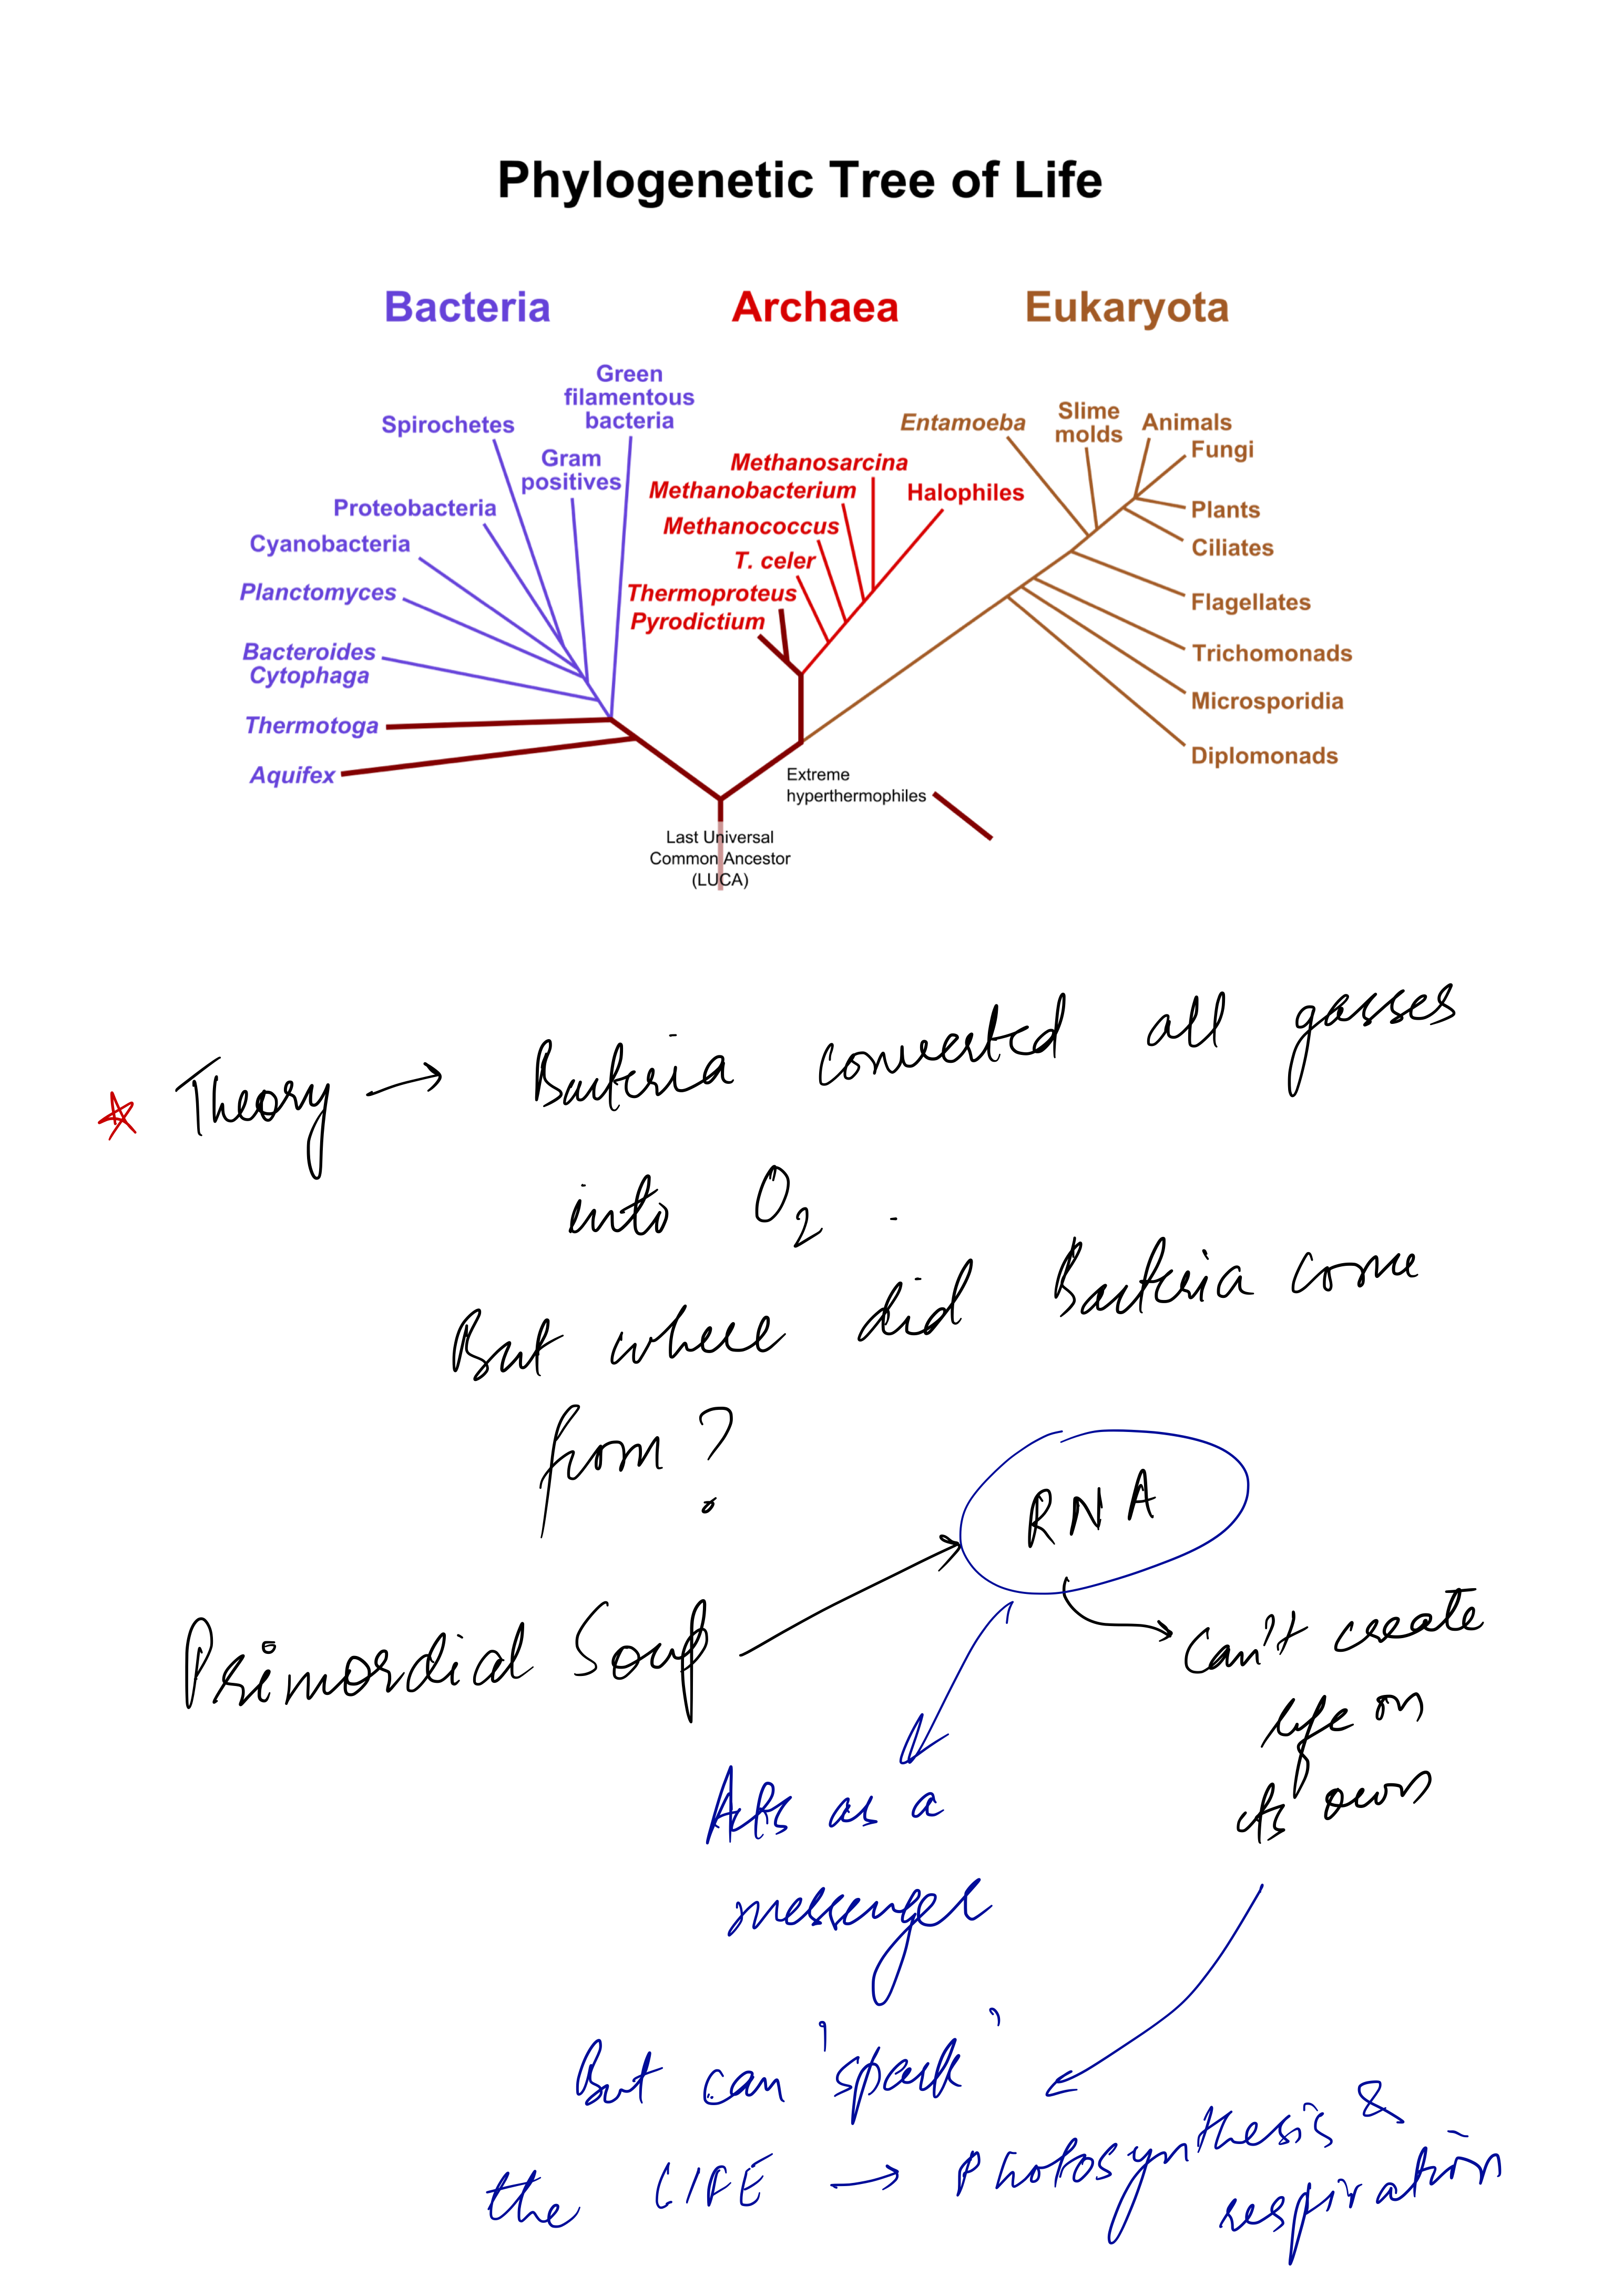 Phylogenetic Tree of Life
Bacteria
Archaea
Eukaryota
Green
filamentous
bacteria
Spirochetes
Gram
positives
Proteobacteria
Cyanobacteria
Planctomyces
Bacteroides
Cytophaga
Thermotoga
Aquifex
Methanosarcina
Methanobacterium
Halophiles
Methanococcus
T. celer
Thermoproteus
Pyrodictium
Entamoeba
Slime
molds
Animals
Fungi
Plants
Ciliates
Flagellates
Trichomonads
Microsporidia
Diplomonads
Extreme
hyperthermophiles
Last Universal
Common Ancestor
(LUCA)
* Theory → Bacteria converted all gasses
into O₂ .
But where did Bacteria come
from ?
Primordial Soup → RNA
Can't create
life on
its own
Acts as a
messenger
But can 'spark'
the LIFE → Photosynthesis &
respiration